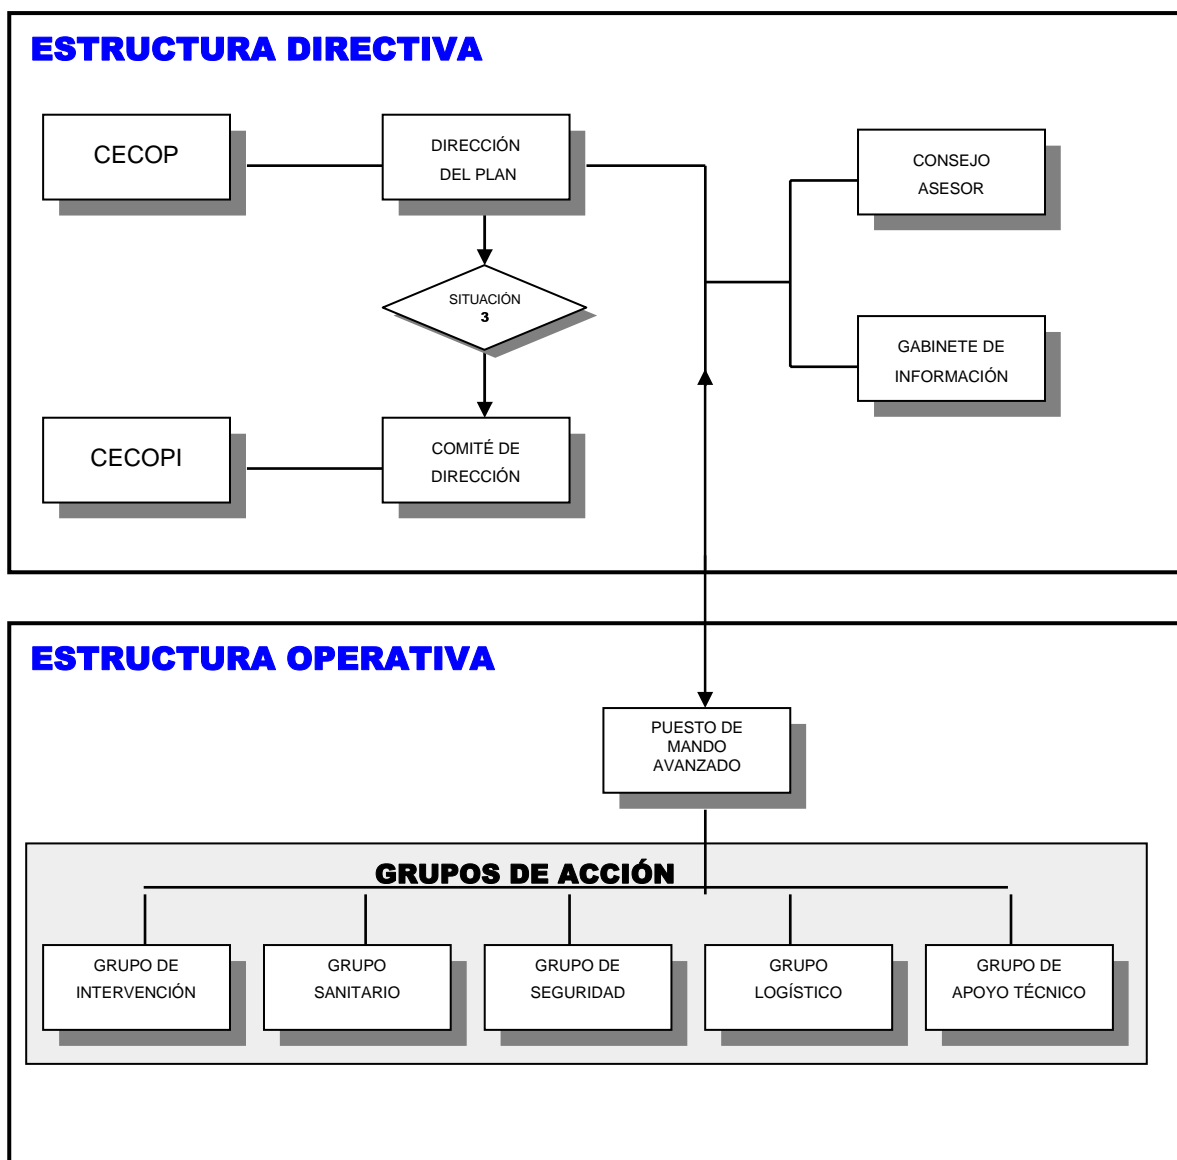 ESTRUCTURA DIRECTIVA
CECOP
DIRECCIÓN
DEL PLAN
CONSEJO
ASESOR
SITUACIÓN
3
GABINETE DE
INFORMACIÓN
CECOPI
COMITÉ DE
DIRECCIÓN
ESTRUCTURA OPERATIVA
PUESTO DE
MANDO
AVANZADO
GRUPOS DE ACCIÓN
GRUPO DE
INTERVENCIÓN
GRUPO
SANITARIO
GRUPO DE
SEGURIDAD
GRUPO
LOGÍSTICO
GRUPO DE
APOYO TÉCNICO